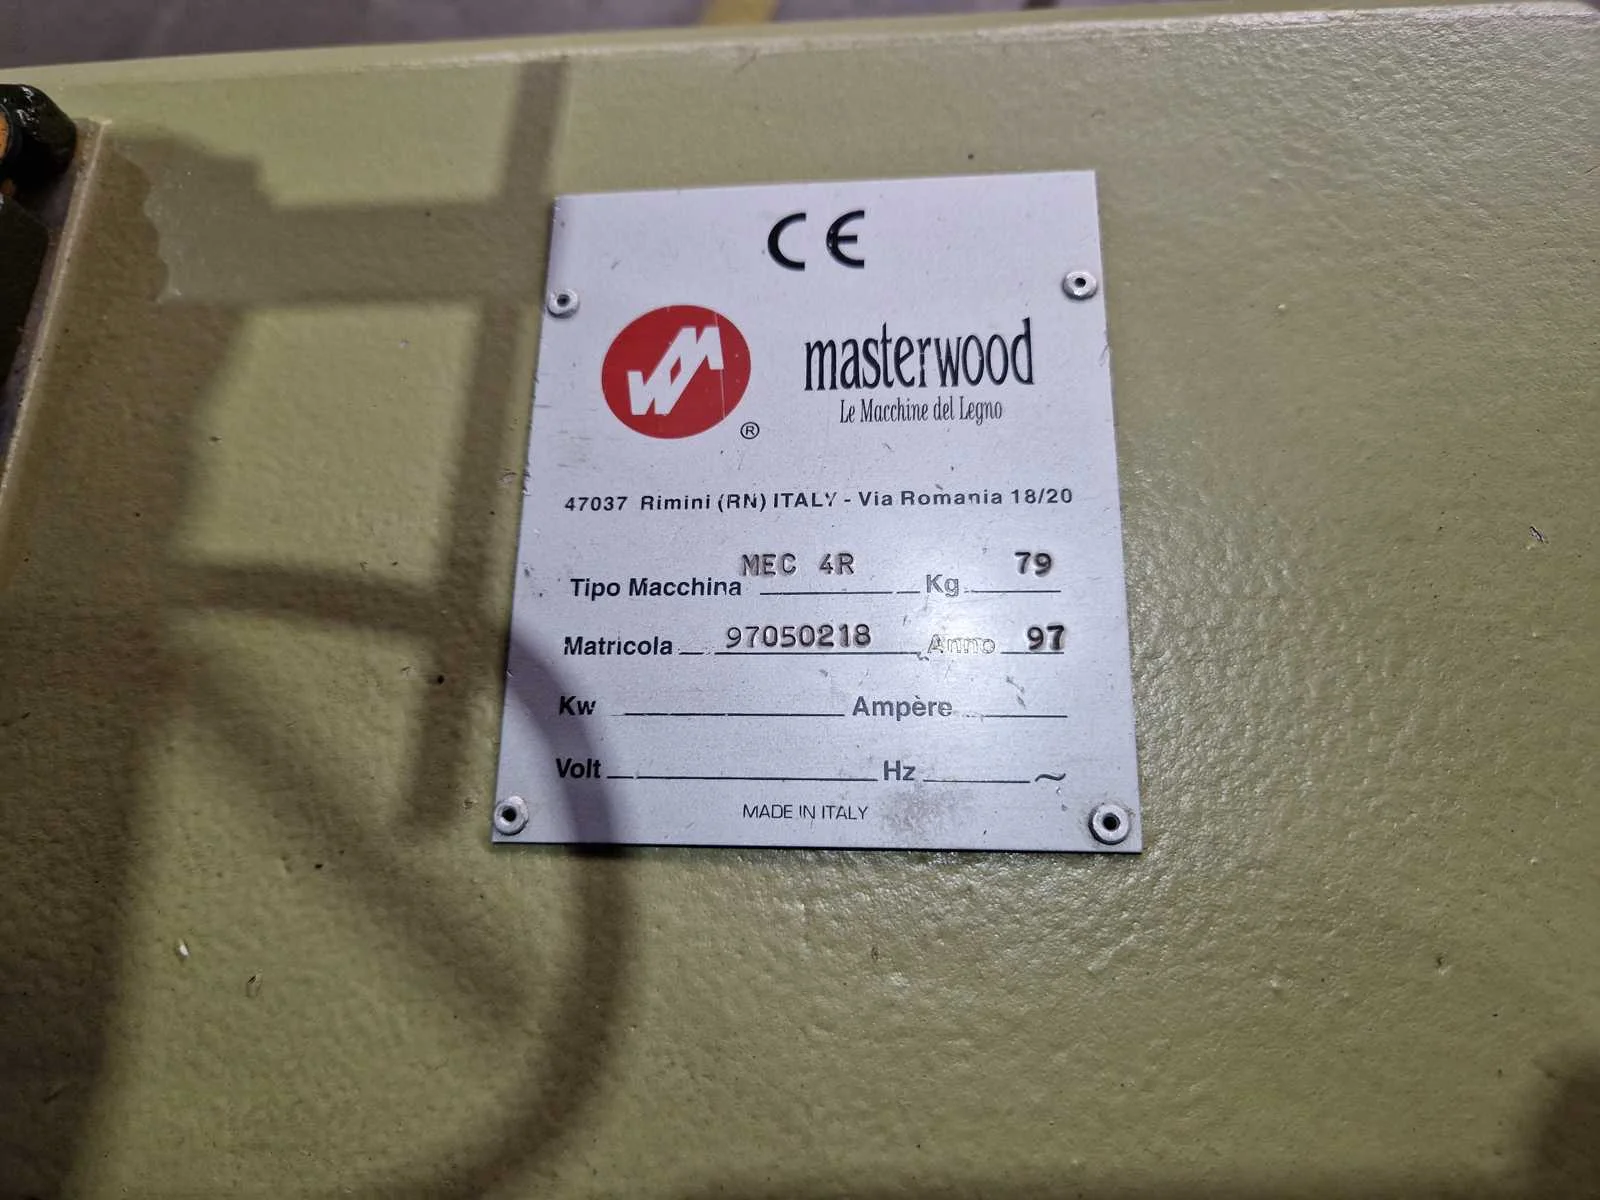 CE
masterwood
Le Macchine del Legno
®
47037 Rimini (RN) ITALY - Via Romania 18/20
Tipo Macchina MEC 4R Kg 79
Matricola 97050218 Anno 97
Kw Ampère
Volt Hz ~
MADE IN ITALY